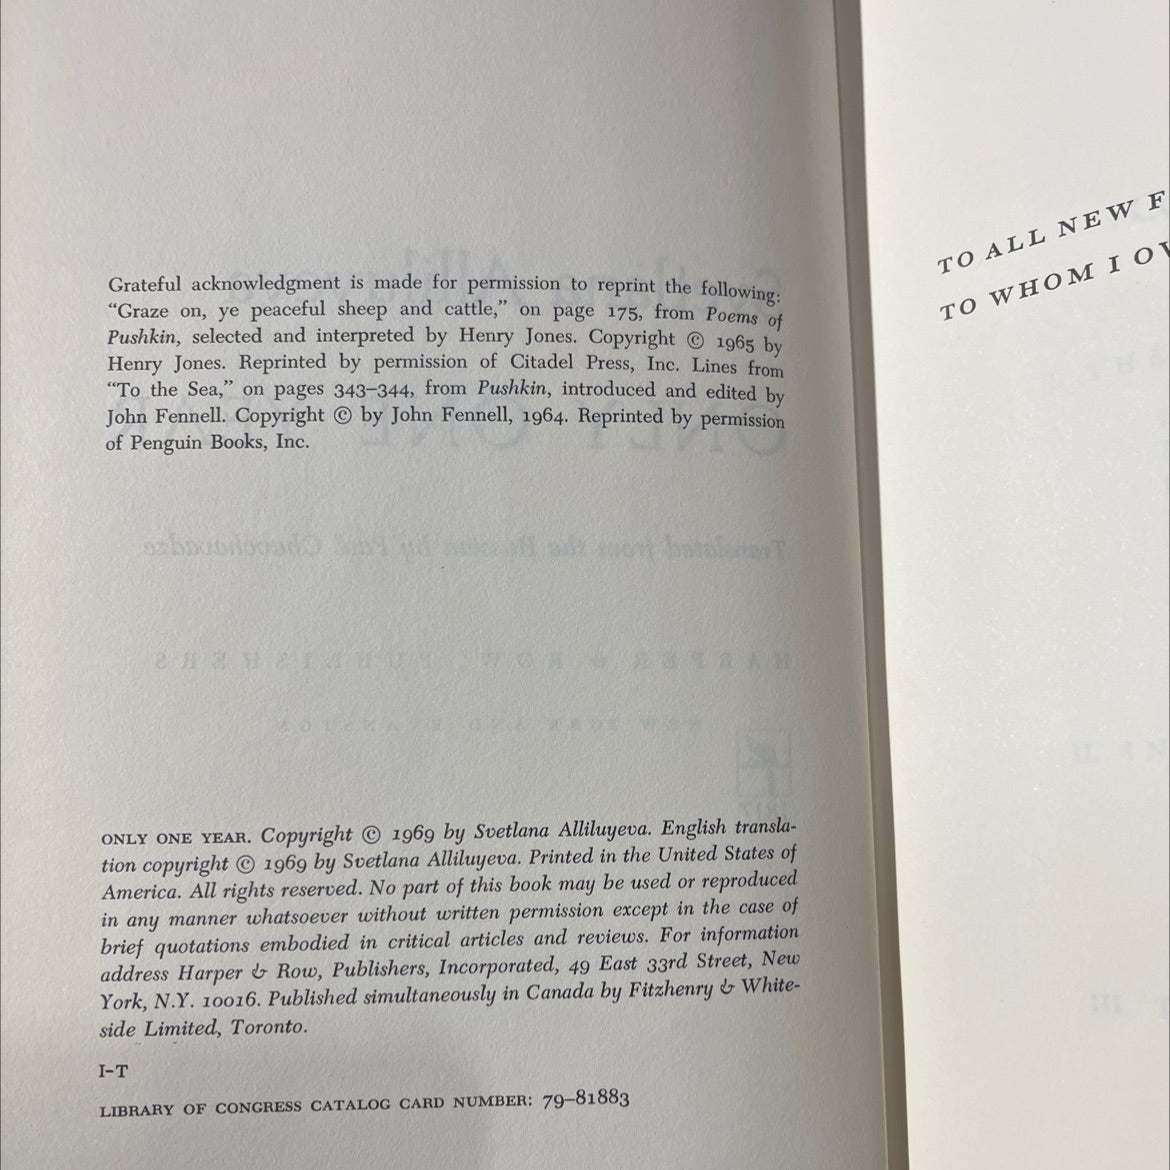 Grateful acknowledgment is made for permission to reprint the following:
“Graze on, ye peaceful sheep and cattle,” on page 175, from Poems of
Pushkin, selected and interpreted by Henry Jones. Copyright © 1965 by
Henry Jones. Reprinted by permission of Citadel Press, Inc. Lines from
“To the Sea,” on pages 343–344, from Pushkin, introduced and edited by
John Fennell. Copyright © by John Fennell, 1964. Reprinted by permission
of Penguin Books, Inc.
ONLY ONE YEAR. Copyright © 1969 by Svetlana Alliluyeva. English transla-
tion copyright © 1969 by Svetlana Alliluyeva. Printed in the United States of
America. All rights reserved. No part of this book may be used or reproduced
in any manner whatsoever without written permission except in the case of
brief quotations embodied in critical articles and reviews. For information
address Harper & Row, Publishers, Incorporated, 49 East 33rd Street, New
York, N.Y. 10016. Published simultaneously in Canada by Fitzhenry & White-
side Limited, Toronto.
I–T
LIBRARY OF CONGRESS CATALOG CARD NUMBER: 79–81883
TO ALL NEW F
TO WHOM I OW